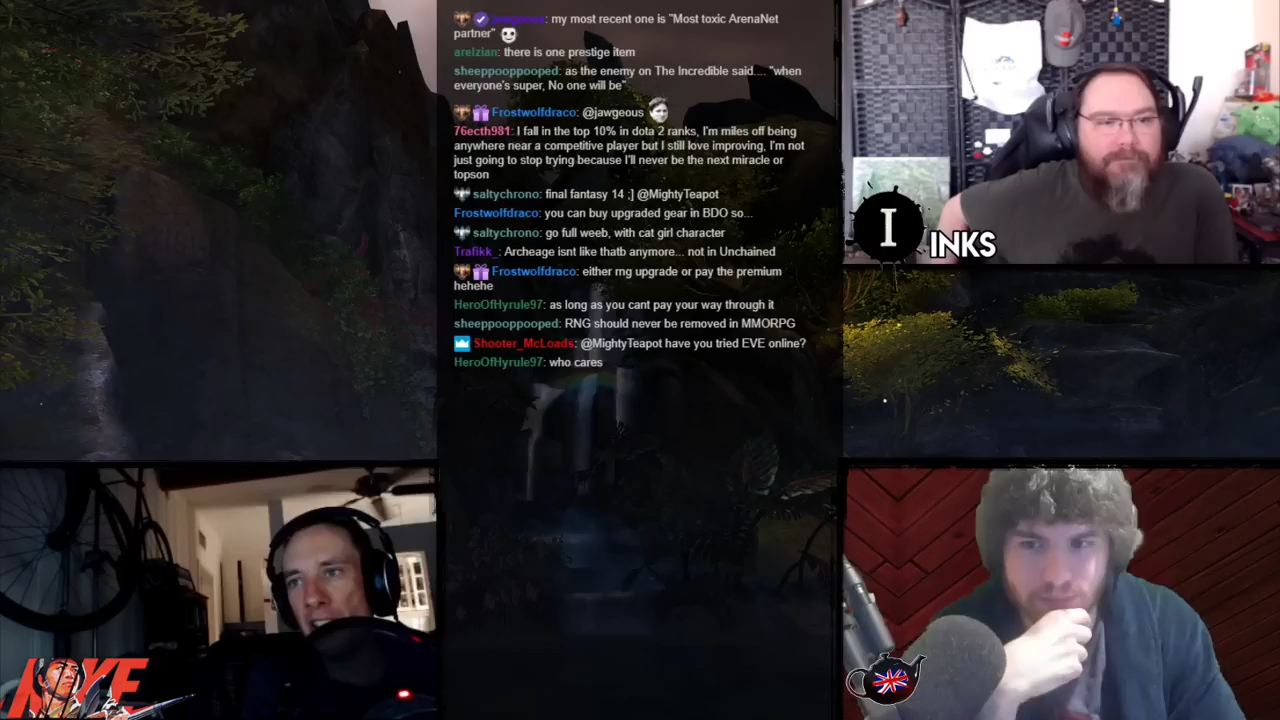 jawgeous: my most recent one is "Most toxic ArenaNet
partner"
arelzian: there is one prestige item
sheeppooppooped: as the enemy on The Incredible said.... "when
everyone's super, No one will be"
Frostwolfdraco: @jawgeous
76ecth981: I fall in the top 10% in dota 2 ranks, I'm miles off being
anywhere near a competitive player but I still love improving, I'm not
just going to stop trying because I'll never be the next miracle or
topson
saltychrono: final fantasy 14 ;] @MightyTeapot
Frostwolfdraco: you can buy upgraded gear in BDO so...
saltychrono: go full weeb, with cat girl character
Trafikk_: Archeage isnt like thatb anymore... not in Unchained
Frostwolfdraco: either rng upgrade or pay the premium
hehehe
HeroOfHyrule97: as long as you cant pay your way through it
sheeppooppooped: RNG should never be removed in MMORPG
Shooter_McLoads: @MightyTeapot have you tried EVE online?
HeroOfHyrule97: who cares
I INKS